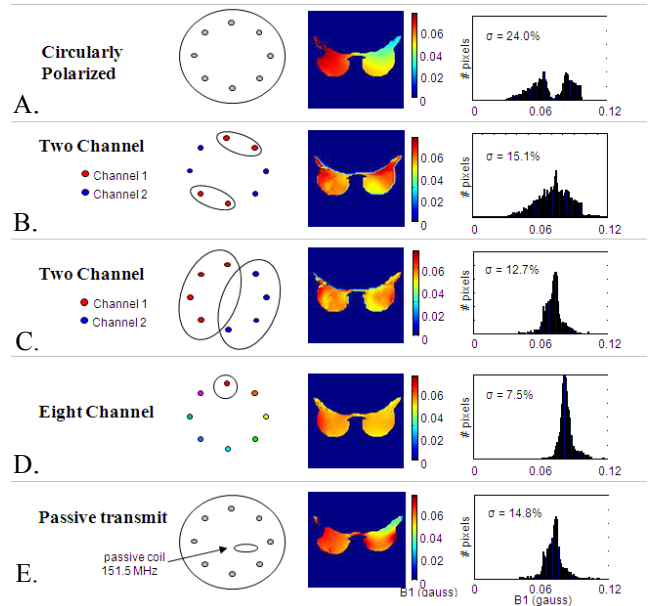 Circularly
Polarized
A.
0.06
0.04
0.02
0
# pixels
σ = 24.0%
0
0.06
0.12
Two Channel
Channel 1
Channel 2
B.
0.06
0.04
0.02
0
# pixels
σ = 15.1%
0
0.06
0.12
Two Channel
Channel 1
Channel 2
C.
0.06
0.04
0.02
0
# pixels
σ = 12.7%
0
0.06
0.12
Eight Channel
D.
0.06
0.04
0.02
0
# pixels
σ = 7.5%
0
0.06
0.12
Passive transmit
passive coil
151.5 MHz
E.
0.06
0.04
0.02
0
B1 (gauss)
# pixels
σ = 14.8%
0
0.06
0.12
B1 (gauss)